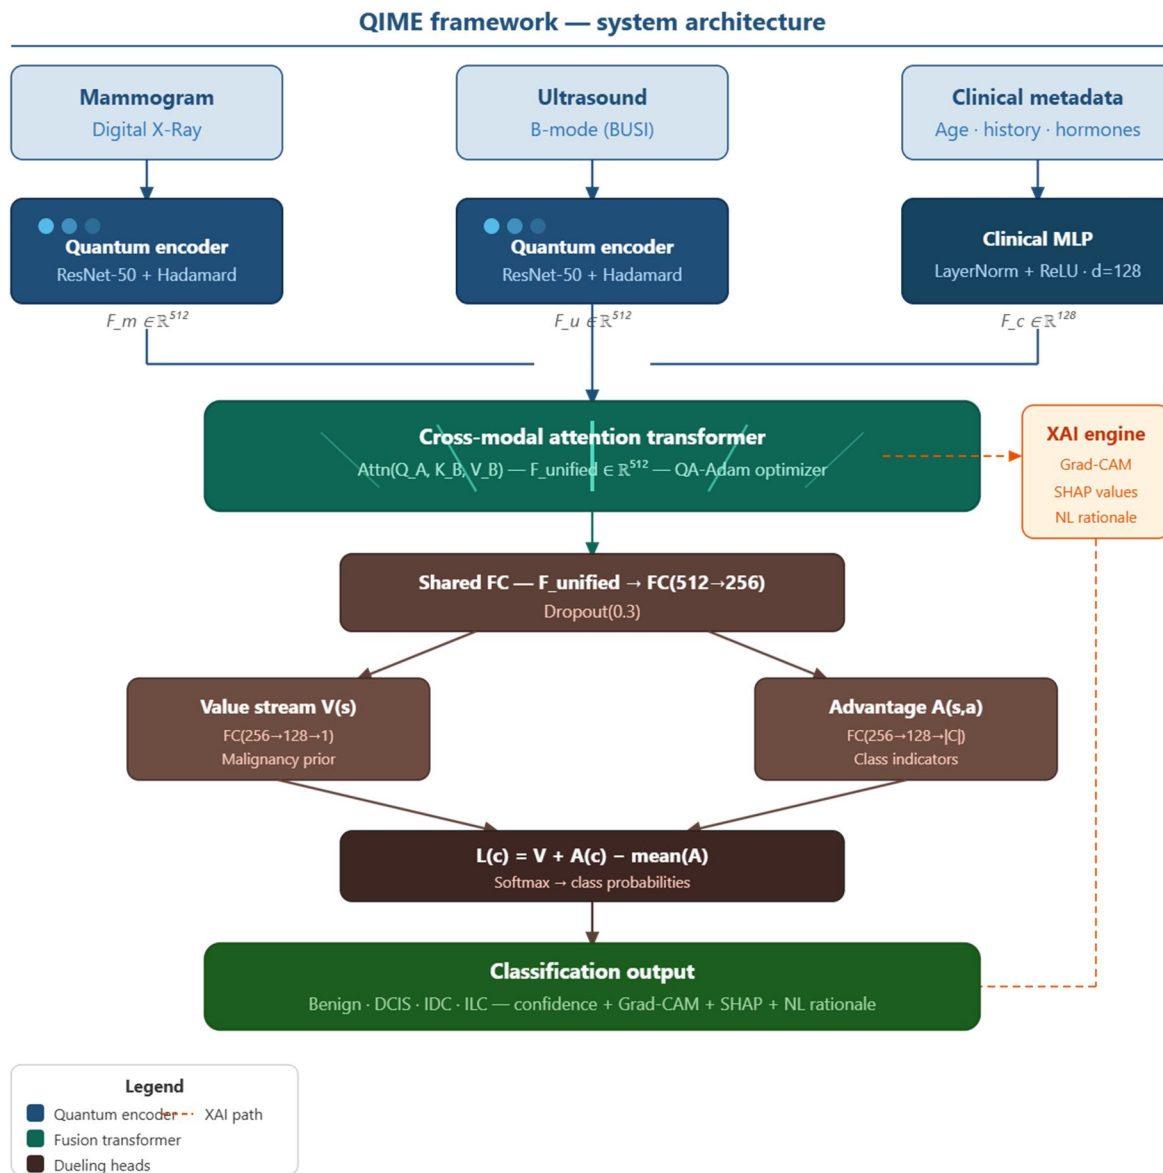 QIME framework — system architecture
Mammogram
Digital X-Ray
Ultrasound
B-mode (BUSI)
Clinical metadata
Age · history · hormones
Quantum encoder
ResNet-50 + Hadamard
Quantum encoder
ResNet-50 + Hadamard
Clinical MLP
LayerNorm + ReLU · d=128
F_m ∈ℝ⁵¹²
F_u ∈ℝ⁵¹²
F_c ∈ℝ¹²⁸
Cross-modal attention transformer
Attn(Q_A, K_B, V_B) — F_unified ∈ ℝ⁵¹² — QA-Adam optimizer
XAI engine
Grad-CAM
SHAP values
NL rationale
Shared FC — F_unified → FC(512→256)
Dropout(0.3)
Value stream V(s)
FC(256→128→1)
Malignancy prior
Advantage A(s,a)
FC(256→128→|C|)
Class indicators
L(c) = V + A(c) − mean(A)
Softmax → class probabilities
Classification output
Benign · DCIS · IDC · ILC — confidence + Grad-CAM + SHAP + NL rationale
Legend
Quantum encoder
XAI path
Fusion transformer
Dueling heads